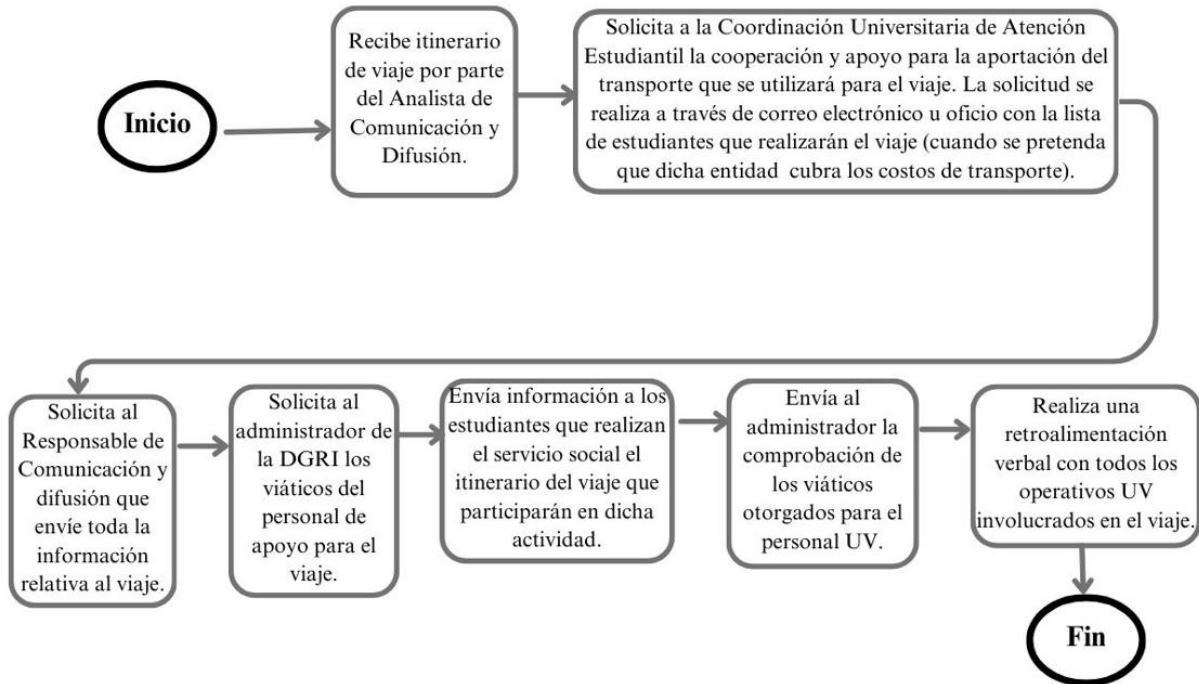 Inicio
Recibe itinerario
de viaje por parte
del Analista de
Comunicación y
Difusión.
Solicita a la Coordinación Universitaria de Atención
Estudiantil la cooperación y apoyo para la aportación del
transporte que se utilizará para el viaje. La solicitud se
realiza a través de correo electrónico u oficio con la lista
de estudiantes que realizarán el viaje (cuando se pretenda
que dicha entidad cubra los costos de transporte).
Solicita al
Responsable de
Comunicación y
difusión que
envíe toda la
información
relativa al viaje.
Solicita al
administrador de
la DGRI los
viáticos del
personal de
apoyo para el
viaje.
Envía información a los
estudiantes que realizan
el servicio social el
itinerario del viaje que
participarán en dicha
actividad.
Envía al
administrador la
comprobación de
los viáticos
otorgados para el
personal UV.
Realiza una
retroalimentación
verbal con todos los
operativos UV
involucrados en el viaje.
Fin